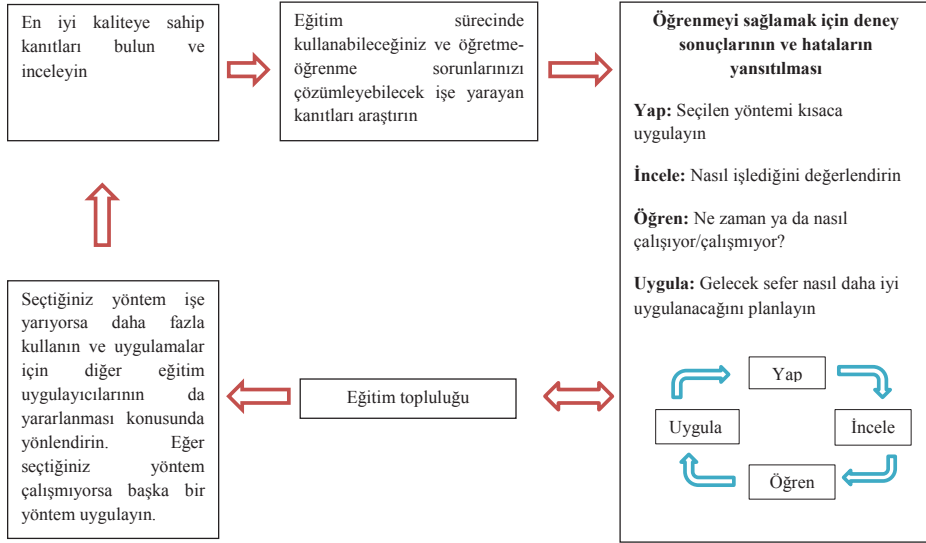 En iyi kaliteye sahip
kanıtları bulun ve
inceleyin
Eğitim sürecinde
kullanabileceğiniz ve öğretme-
öğrenme sorunlarınızı
çözümleyebilecek işe yarayan
kanıtları araştırın
Öğrenmeyi sağlamak için deney
sonuçlarının ve hataların
yansıtılması
Yap: Seçilen yöntemi kısaca
uygulayın
İncele: Nasıl işlediğini değerlendirin
Öğren: Ne zaman ya da nasıl
çalışıyor/çalışmıyor?
Uygula: Gelecek sefer nasıl daha iyi
uygulanacağını planlayın
Yap
İncele
Öğren
Uygula
Eğitim topluluğu
Seçtiğiniz yöntem işe
yarıyorsa daha fazla
kullanın ve uygulamalar
için diğer eğitim
uygulayıcılarının da
yararlanması konusunda
yönlendirin. Eğer
seçtiğiniz yöntem
çalışmıyorsa başka bir
yöntem uygulayın.